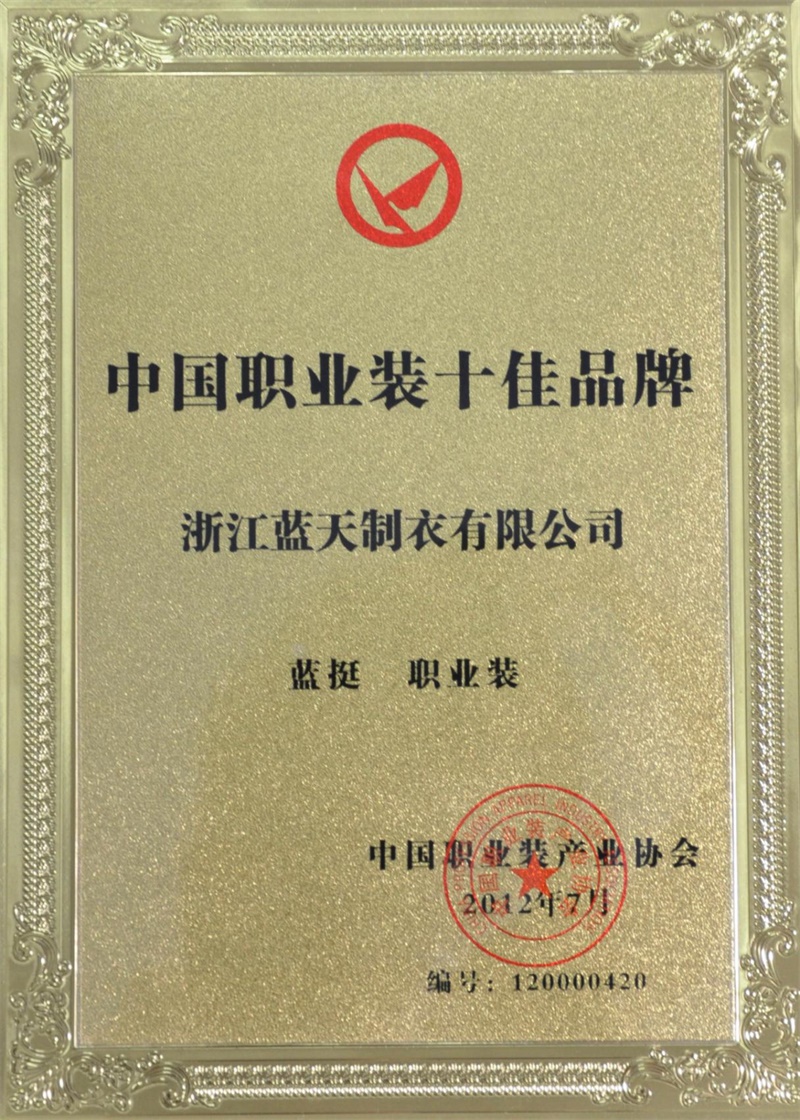 中国职业装十佳品牌
浙江蓝天制衣有限公司
蓝挺 职业装
中国职业装产业协会
2012年7月
编号：120000420